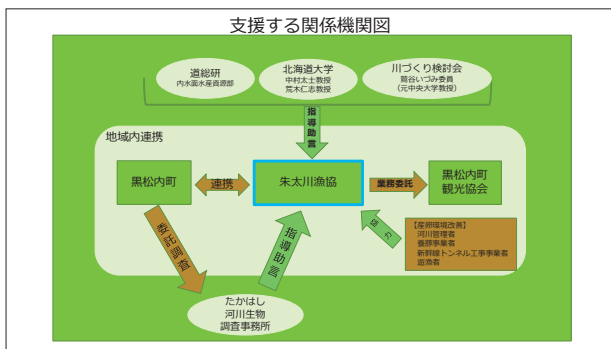 支援する関係機関図
道総研
内水面水産資源部
北海道大学
中村太士教授
荒木仁志教授
川づくり検討会
鷲谷いづみ委員
(元中央大学教授)
指導助言
地域内連携
黒松内町
連携
朱太川漁協
業務委託
黒松内町
観光協会
委託調査
指導助言
協力
【産卵環境改善】
河川管理者
養豚事業者
新幹線トンネル工事事業者
遊漁者
たかはし
河川生物
調査事務所